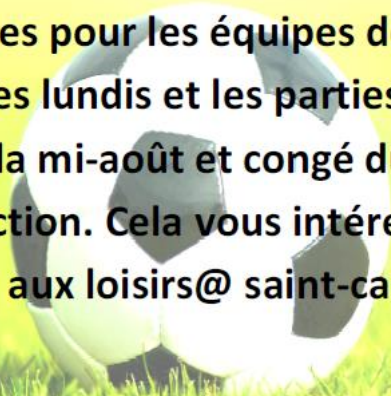 es pour les équipes d
es lundis et les parties
la mi-août et congé d
ction. Cela vous intére
aux loisirs@ saint-ca